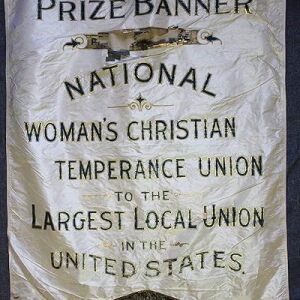 PRIZE BANNER
NATIONAL
WOMAN'S CHRISTIAN
TEMPERANCE UNION
TO THE
LARGEST LOCAL UNION
IN THE
UNITED STATES.